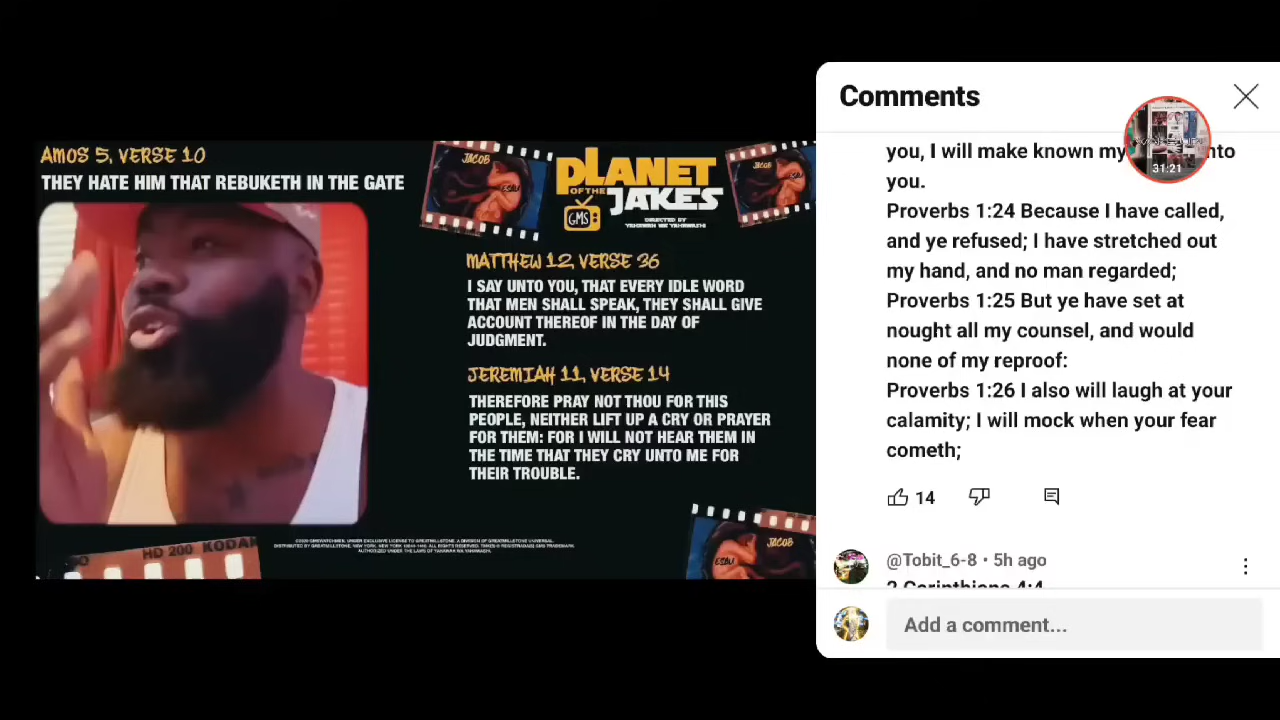 AMOS 5, VERSE 10
THEY HATE HIM THAT REBUKETH IN THE GATE
JACOB
ESAU
PLANET
OF THE
JAKES
GMS
DIRECTED BY
YAHAWAH WA YAHAWASHI
JACOB
MATTHEW 12, VERSE 36
I SAY UNTO YOU, THAT EVERY IDLE WORD
THAT MEN SHALL SPEAK, THEY SHALL GIVE
ACCOUNT THEREOF IN THE DAY OF
JUDGMENT.
JEREMIAH 11, VERSE 14
THEREFORE PRAY NOT THOU FOR THIS
PEOPLE, NEITHER LIFT UP A CRY OR PRAYER
FOR THEM: FOR I WILL NOT HEAR THEM IN
THE TIME THAT THEY CRY UNTO ME FOR
THEIR TROUBLE.
HD 200 KODAK
JACOB
ESAU
Comments
31:21
you, I will make known my
nto
you.
Proverbs 1:24 Because I have called,
and ye refused; I have stretched out
my hand, and no man regarded;
Proverbs 1:25 But ye have set at
nought all my counsel, and would
none of my reproof:
Proverbs 1:26 I also will laugh at your
calamity; I will mock when your fear
cometh;
14
@Tobit_6-8 • 5h ago
2 Corinthians 4:4
Add a comment...